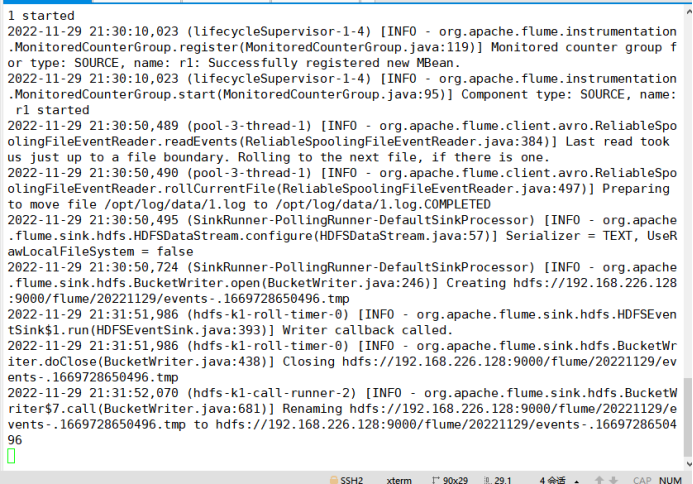 1 started
2022-11-29 21:30:10,023 (lifecycleSupervisor-1-4) [INFO - org.apache.flume.instrumentation
.MonitoredCounterGroup.register(MonitoredCounterGroup.java:119)] Monitored counter group f
or type: SOURCE, name: r1: Successfully registered new MBean.
2022-11-29 21:30:10,023 (lifecycleSupervisor-1-4) [INFO - org.apache.flume.instrumentation
.MonitoredCounterGroup.start(MonitoredCounterGroup.java:95)] Component type: SOURCE, name:
 r1 started
2022-11-29 21:30:50,489 (pool-3-thread-1) [INFO - org.apache.flume.client.avro.ReliableSpo
olingFileEventReader.readEvents(ReliableSpoolingFileEventReader.java:384)] Last read took
us just up to a file boundary. Rolling to the next file, if there is one.
2022-11-29 21:30:50,490 (pool-3-thread-1) [INFO - org.apache.flume.client.avro.ReliableSpo
olingFileEventReader.rollCurrentFile(ReliableSpoolingFileEventReader.java:497)] Preparing
to move file /opt/log/data/1.log to /opt/log/data/1.log.COMPLETED
2022-11-29 21:30:50,495 (SinkRunner-PollingRunner-DefaultSinkProcessor) [INFO - org.apache
.flume.sink.hdfs.HDFSDataStream.configure(HDFSDataStream.java:57)] Serializer = TEXT, UseR
awLocalFileSystem = false
2022-11-29 21:30:50,724 (SinkRunner-PollingRunner-DefaultSinkProcessor) [INFO - org.apache
.flume.sink.hdfs.BucketWriter.open(BucketWriter.java:246)] Creating hdfs://192.168.226.128
:9000/flume/20221129/events-.1669728650496.tmp
2022-11-29 21:31:51,986 (hdfs-k1-roll-timer-0) [INFO - org.apache.flume.sink.hdfs.HDFSEven
tSink$1.run(HDFSEventSink.java:393)] Writer callback called.
2022-11-29 21:31:51,986 (hdfs-k1-roll-timer-0) [INFO - org.apache.flume.sink.hdfs.BucketWr
iter.doClose(BucketWriter.java:438)] Closing hdfs://192.168.226.128:9000/flume/20221129/ev
ents-.1669728650496.tmp
2022-11-29 21:31:52,070 (hdfs-k1-call-runner-2) [INFO - org.apache.flume.sink.hdfs.BucketW
riter$7.call(BucketWriter.java:681)] Renaming hdfs://192.168.226.128:9000/flume/20221129/e
vents-.1669728650496.tmp to hdfs://192.168.226.128:9000/flume/20221129/events-.16697286504
96
SSH2 xterm 90x29 29,1 4 会话 CAP NUM